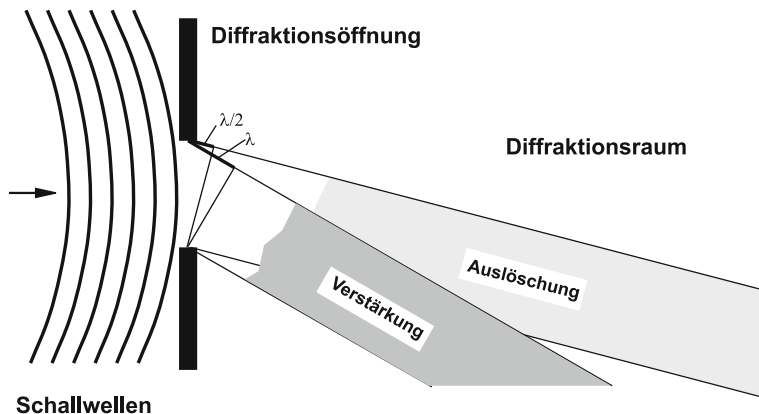 Diffraktionsöffnung
λ/2
λ
Diffraktionsraum
Auslöschung
Verstärkung
Schallwellen